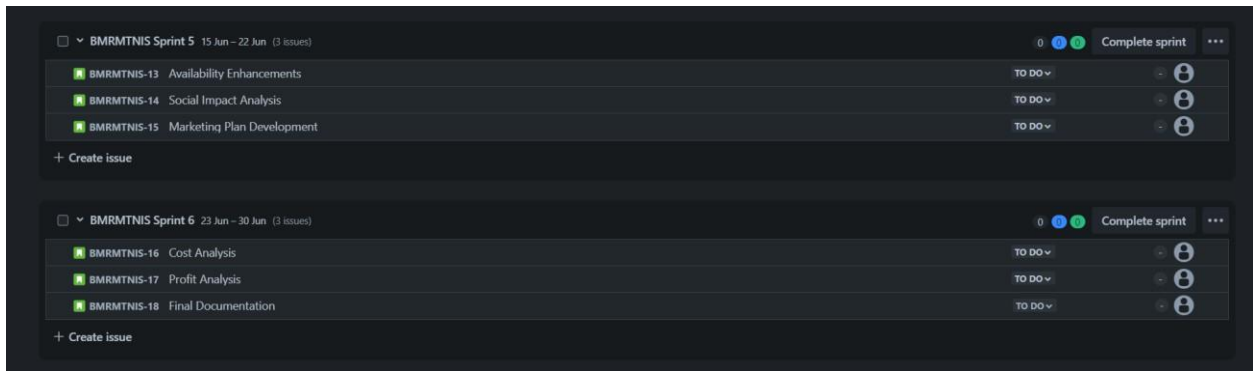 BMRMTNIS Sprint 5 15 Jun – 22 Jun (3 issues) 0 0 0 Complete sprint ...
BMRMTNIS-13 Availability Enhancements TO DO -
BMRMTNIS-14 Social Impact Analysis TO DO -
BMRMTNIS-15 Marketing Plan Development TO DO -
+ Create issue
BMRMTNIS Sprint 6 23 Jun – 30 Jun (3 issues) 0 0 0 Complete sprint ...
BMRMTNIS-16 Cost Analysis TO DO -
BMRMTNIS-17 Profit Analysis TO DO -
BMRMTNIS-18 Final Documentation TO DO -
+ Create issue